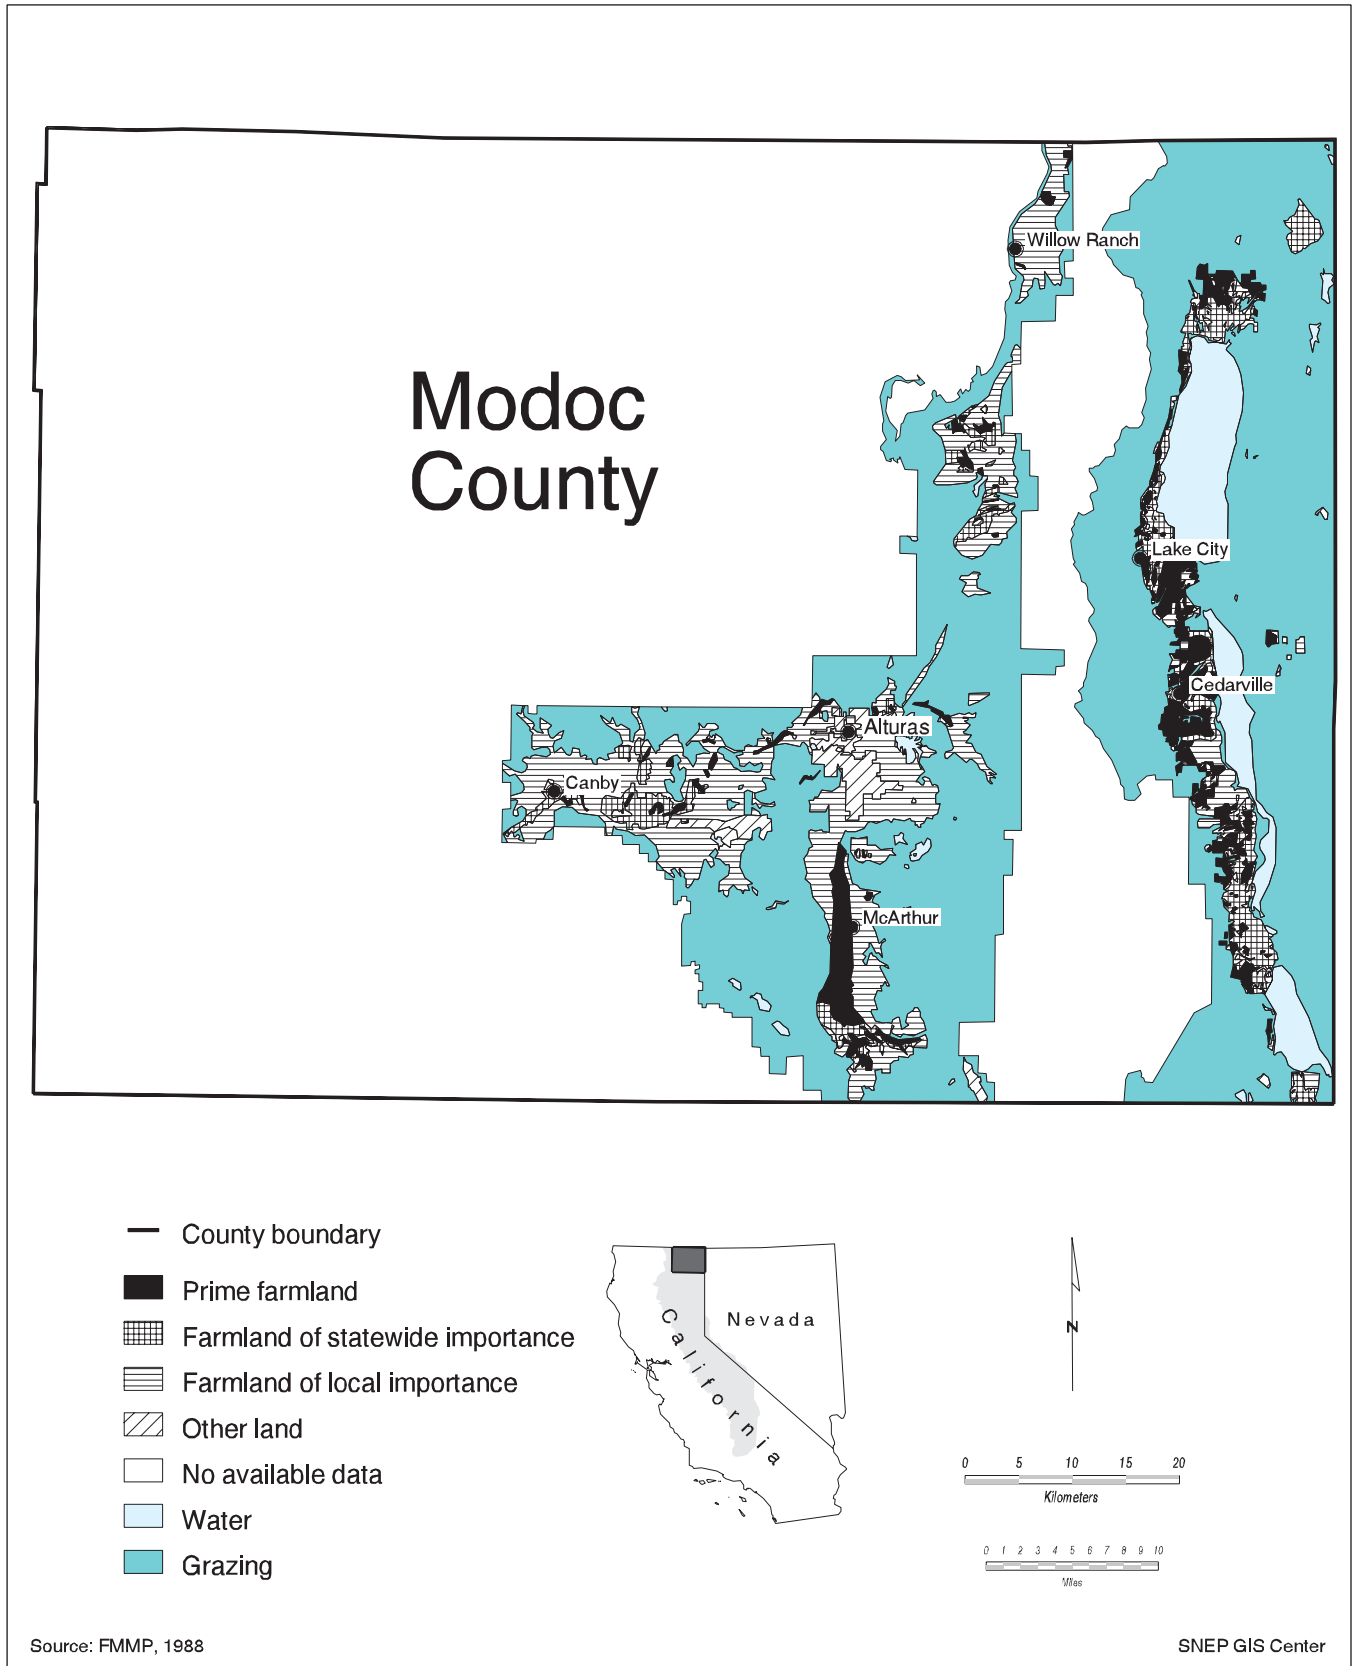 Willow Ranch
Modoc
County
Lake City
Cedarville
Alturas
Canby
McArthur
County boundary
Prime farmland
Farmland of statewide importance
Farmland of local importance
Other land
No available data
Water
Grazing
California
Nevada
N
0 5 10 15 20
Kilometers
0 1 2 3 4 5 6 7 8 9 10
Miles
Source: FMMP, 1988
SNEP GIS Center